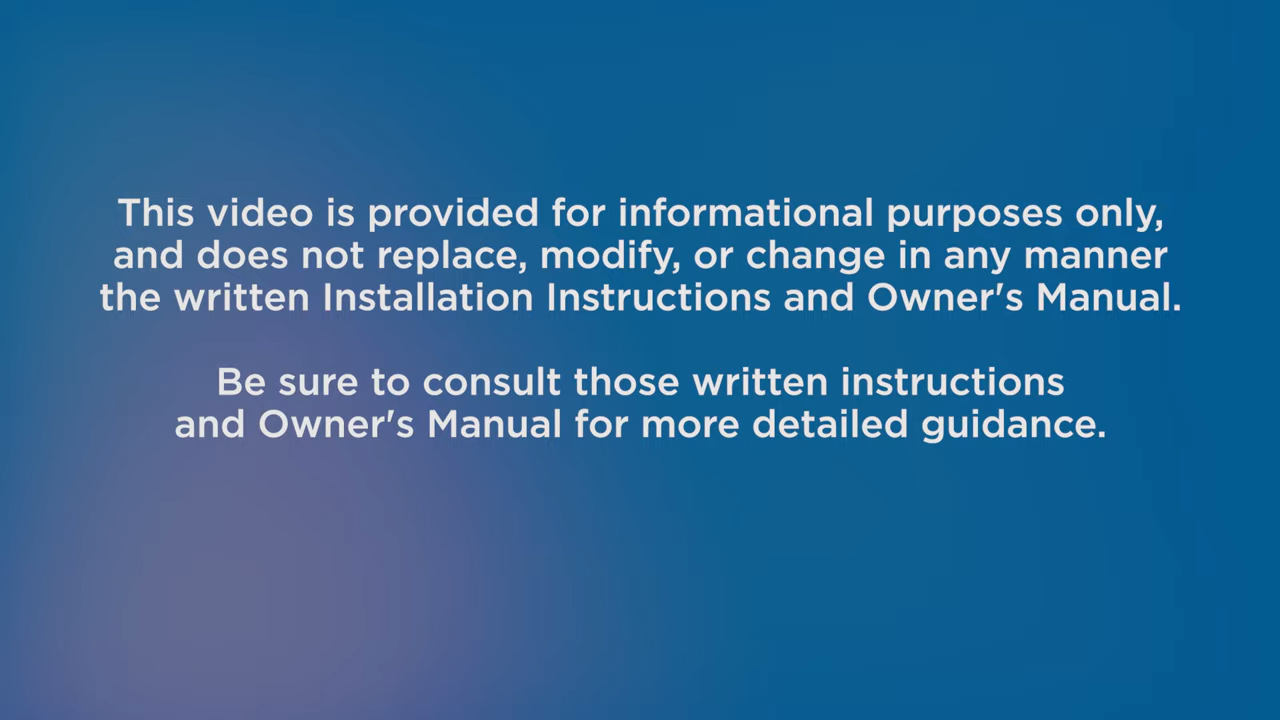 This video is provided for informational purposes only,
and does not replace, modify, or change in any manner
the written Installation Instructions and Owner's Manual.
Be sure to consult those written instructions
and Owner's Manual for more detailed guidance.